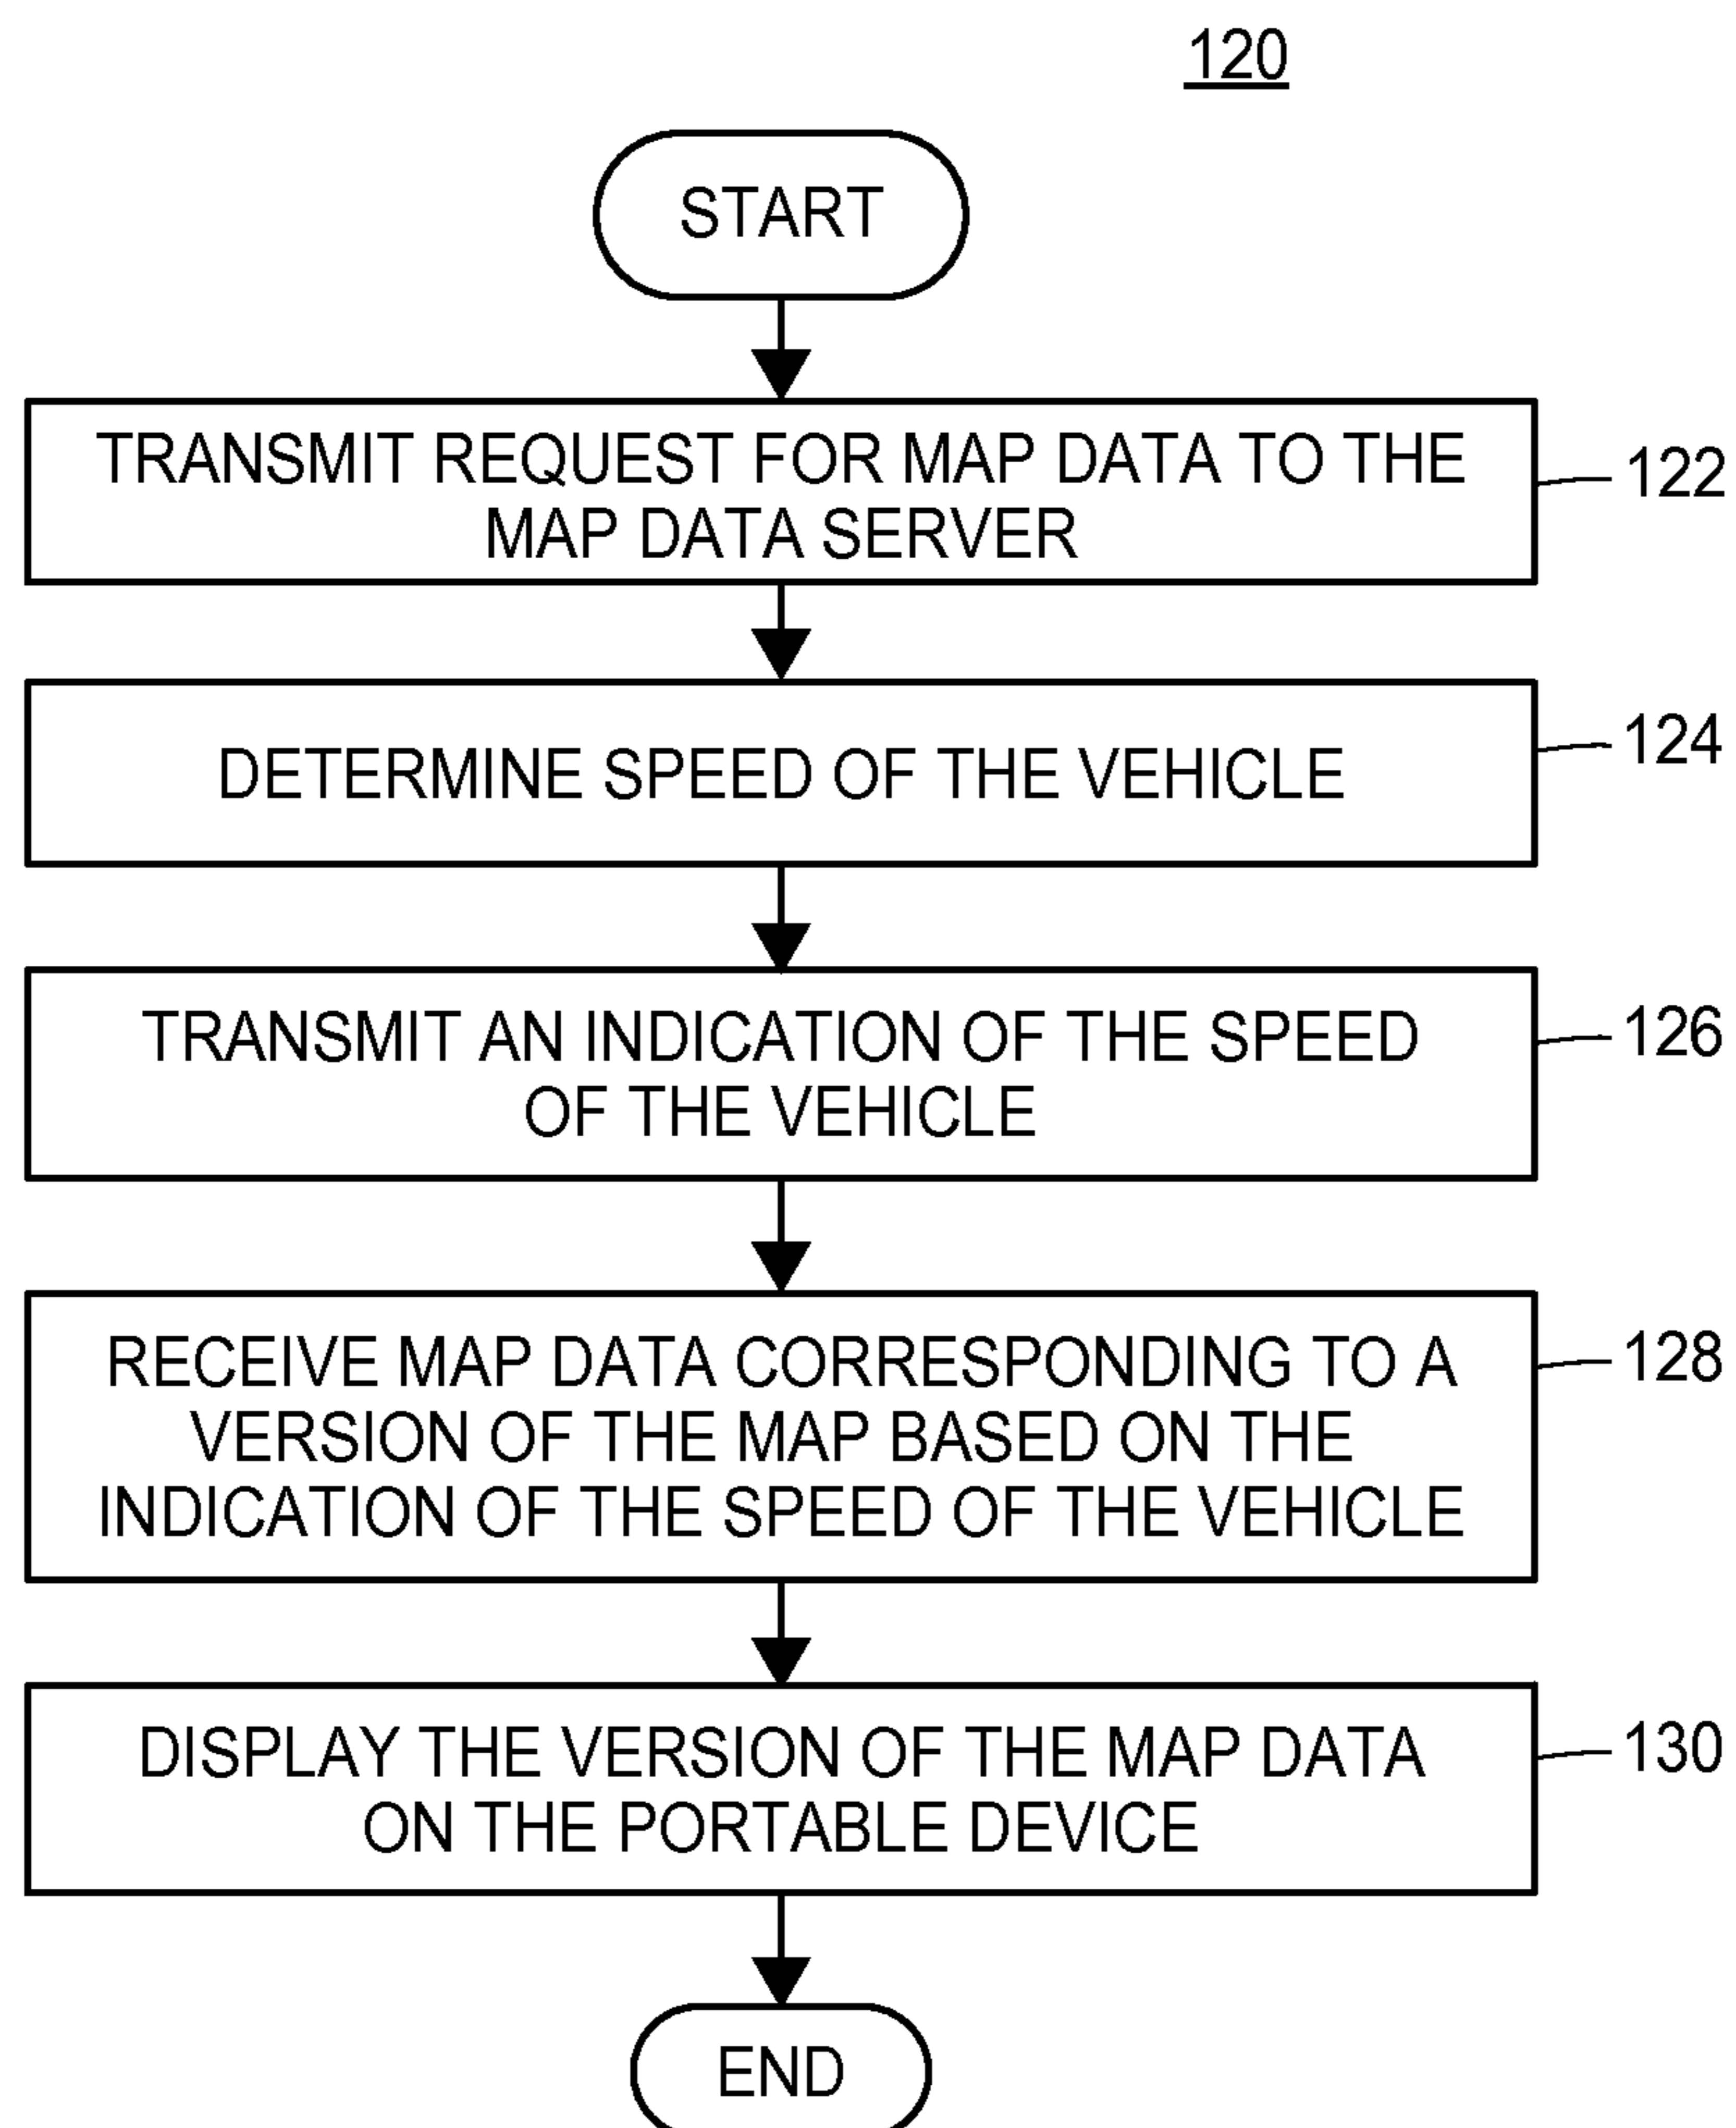 120
START
TRANSMIT REQUEST FOR MAP DATA TO THE
MAP DATA SERVER
122
DETERMINE SPEED OF THE VEHICLE
124
TRANSMIT AN INDICATION OF THE SPEED
OF THE VEHICLE
126
RECEIVE MAP DATA CORRESPONDING TO A
VERSION OF THE MAP BASED ON THE
INDICATION OF THE SPEED OF THE VEHICLE
128
DISPLAY THE VERSION OF THE MAP DATA
ON THE PORTABLE DEVICE
130
END